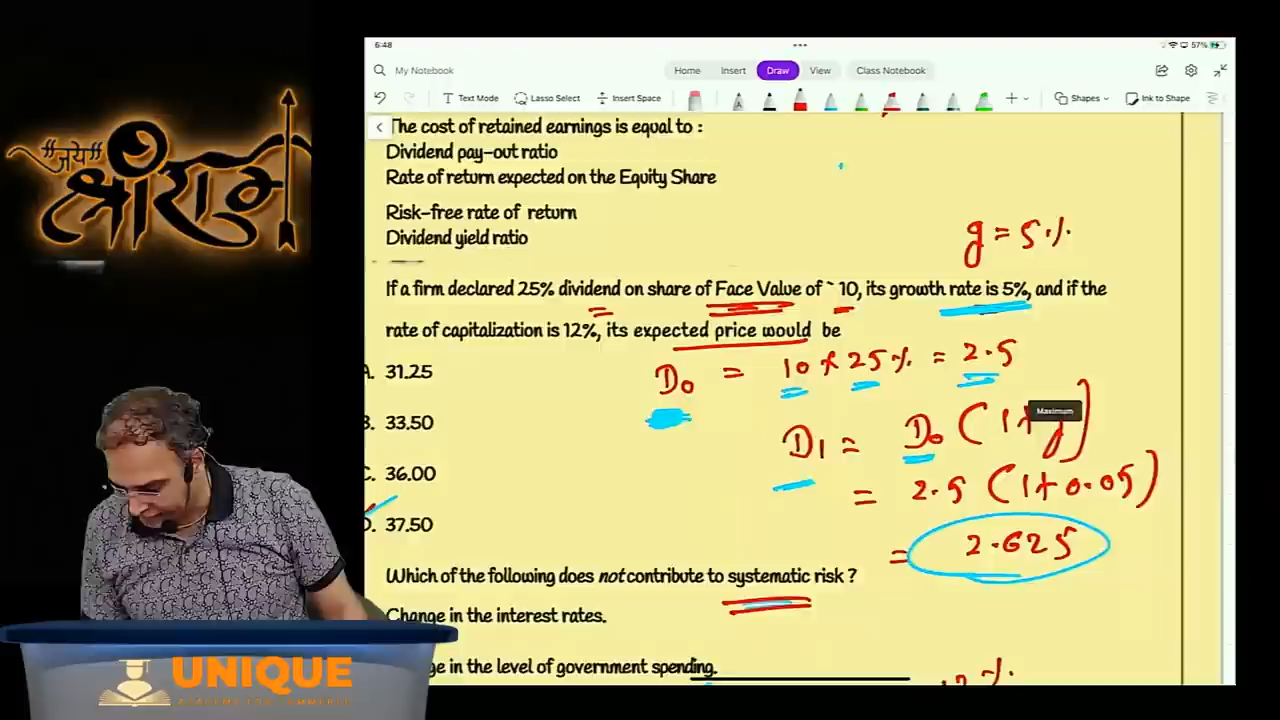 "जय"
श्रीराम
6:48
57%
My Notebook
Home Insert Draw View Class Notebook
Text Mode Lasso Select Insert Space Shapes Ink to Shape
The cost of retained earnings is equal to :
Dividend pay-out ratio
Rate of return expected on the Equity Share
Risk-free rate of return
Dividend yield ratio
g = 5%
If a firm declared 25% dividend on share of Face Value of ` 10, its growth rate is 5%, and if the
rate of capitalization is 12%, its expected price would be
D₀ = 10 × 25% = 2.5
A. 31.25
Maximum
B. 33.50
D₁ = D₀ (1+g)
C. 36.00
= 2.5 (1+0.05)
D. 37.50
= 2.625
Which of the following does not contribute to systematic risk ?
Change in the interest rates.
ge in the level of government spending.
UNIQUE